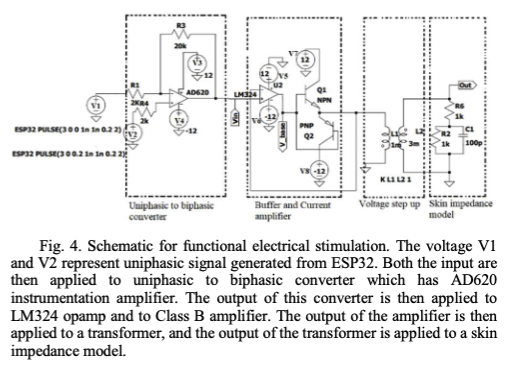 R3
20k
V3
12
R1
2k
R4
2k
AD620
V1
V2
V4
-12
ESP32 PULSE(3 0 0 1n 1n 0.2 2)
ESP32 PULSE(3 0 0.2 1n 1n 0.2 2)
Vin
LM324
12
V5
U2
V6
-12
V_base
V7
12
Q1
NPN
PNP
Q2
V8
-12
L1
1m
L2
3m
K L1 L2 1
Out
R6
1k
R2
1k
C1
100p
Uniphasic to biphasic
converter
Buffer and Current
amplifier
Voltage step up
Skin impedance
model
Fig. 4. Schematic for functional electrical stimulation. The voltage V1
and V2 represent uniphasic signal generated from ESP32. Both the input are
then applied to uniphasic to biphasic converter which has AD620
instrumentation amplifier. The output of this converter is then applied to
LM324 opamp and to Class B amplifier. The output of the amplifier is then
applied to a transformer, and the output of the transformer is applied to a skin
impedance model.